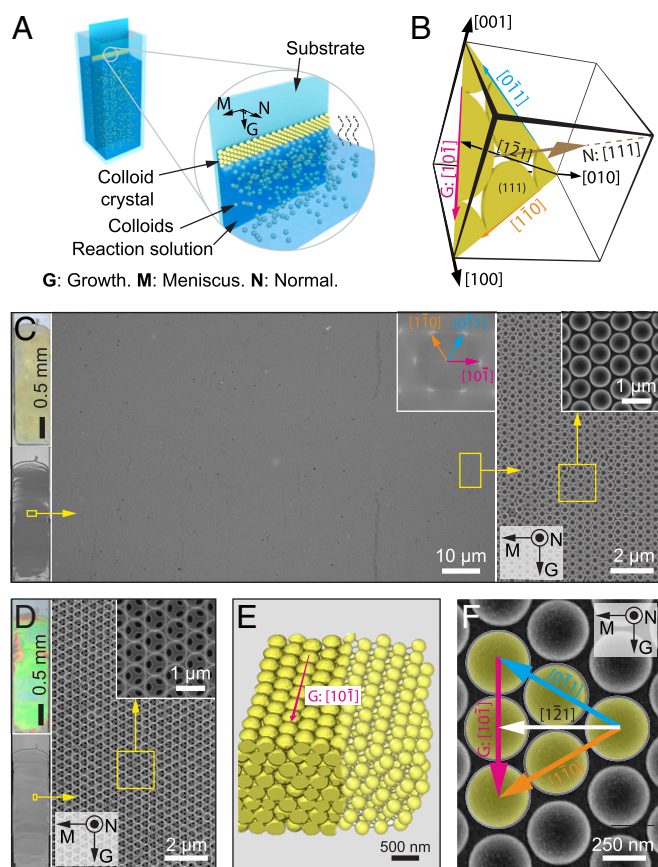 A
Substrate
M
N
G
Colloid
crystal
Colloids
Reaction solution
G: Growth. M: Meniscus. N: Normal.
B
[001]
[01̄1]
[12̄1]
N: [111]
G: [101̄]
(111)
[010]
[11̄0]
[100]
C
0.5 mm
[11̄0]
[01̄1]
[101̄]
10 µm
1 µm
M
N
G
2 µm
D
0.5 mm
1 µm
M
N
G
2 µm
E
G: [101̄]
500 nm
F
M
N
G
[01̄1]
G: [101̄]
[12̄1]
[11̄0]
250 nm